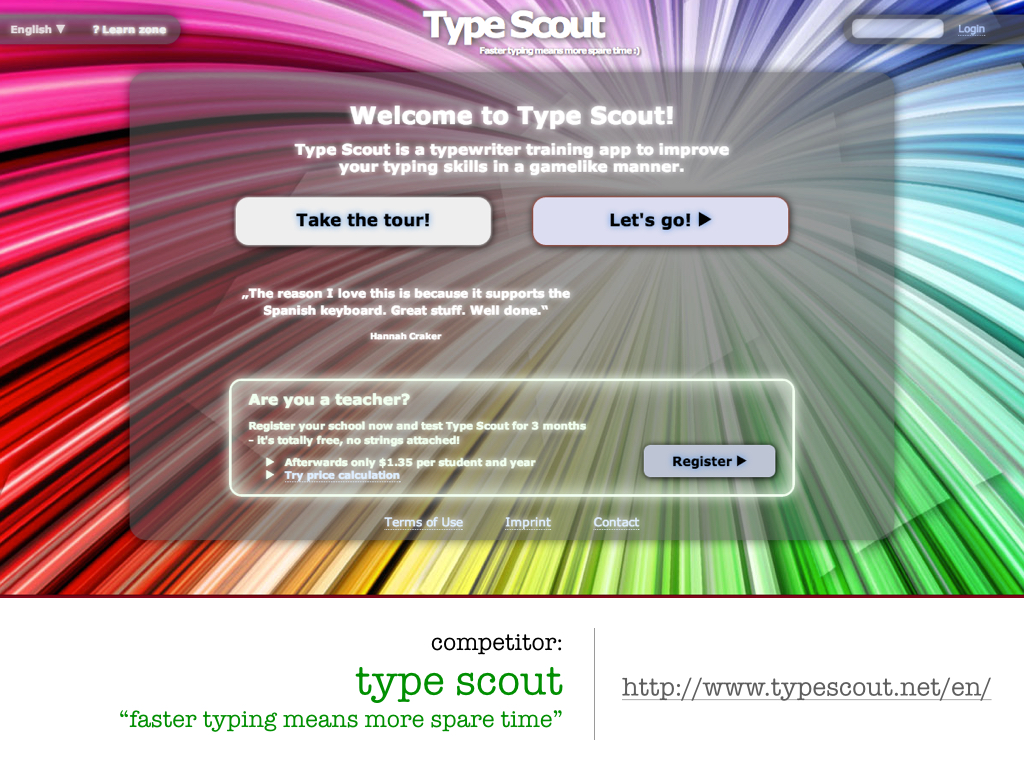 English ▼ ? Learn zone
Type Scout
Faster typing means more spare time :)
Login
Welcome to Type Scout!
Type Scout is a typewriter training app to improve
your typing skills in a gamelike manner.
Take the tour!
Let's go! ▶
„The reason I love this is because it supports the
Spanish keyboard. Great stuff. Well done.“
Hannah Craker
Are you a teacher?
Register your school now and test Type Scout for 3 months
- it's totally free, no strings attached!
▶ Afterwards only $1.35 per student and year
▶ Try price calculation
Register ▶
Terms of Use Imprint Contact
competitor:
type scout
“faster typing means more spare time”
http://www.typescout.net/en/